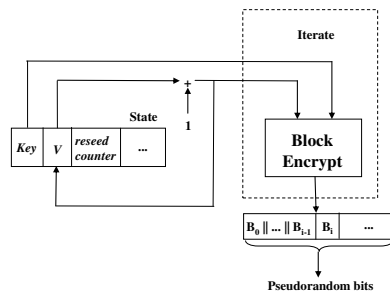 Iterate
+
1
State
Key
V
reseed counter
...
Block
Encrypt
B0 || ... || Bi-1
Bi
...
Pseudorandom bits